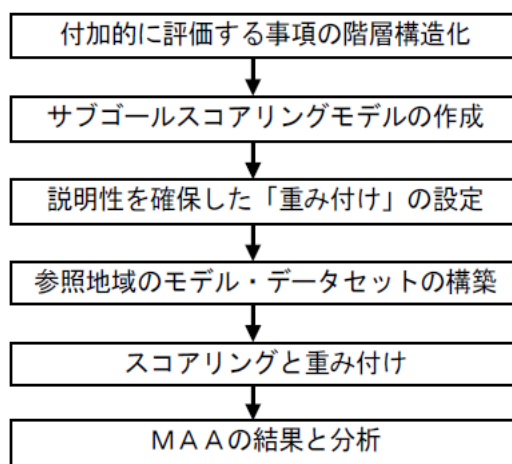 付加的に評価する事項の階層構造化
サブゴールスコアリングモデルの作成
説明性を確保した「重み付け」の設定
参照地域のモデル・データセットの構築
スコアリングと重み付け
ＭＡＡの結果と分析